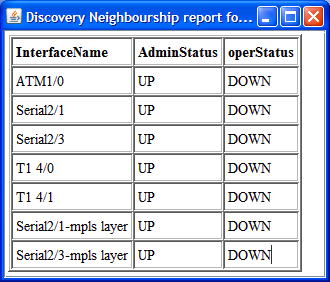 Discovery Neighbourship report fo...
InterfaceName AdminStatus operStatus
ATM1/0 UP DOWN
Serial2/1 UP DOWN
Serial2/3 UP DOWN
T1 4/0 UP DOWN
T1 4/1 UP DOWN
Serial2/1-mpls layer UP DOWN
Serial2/3-mpls layer UP DOWN